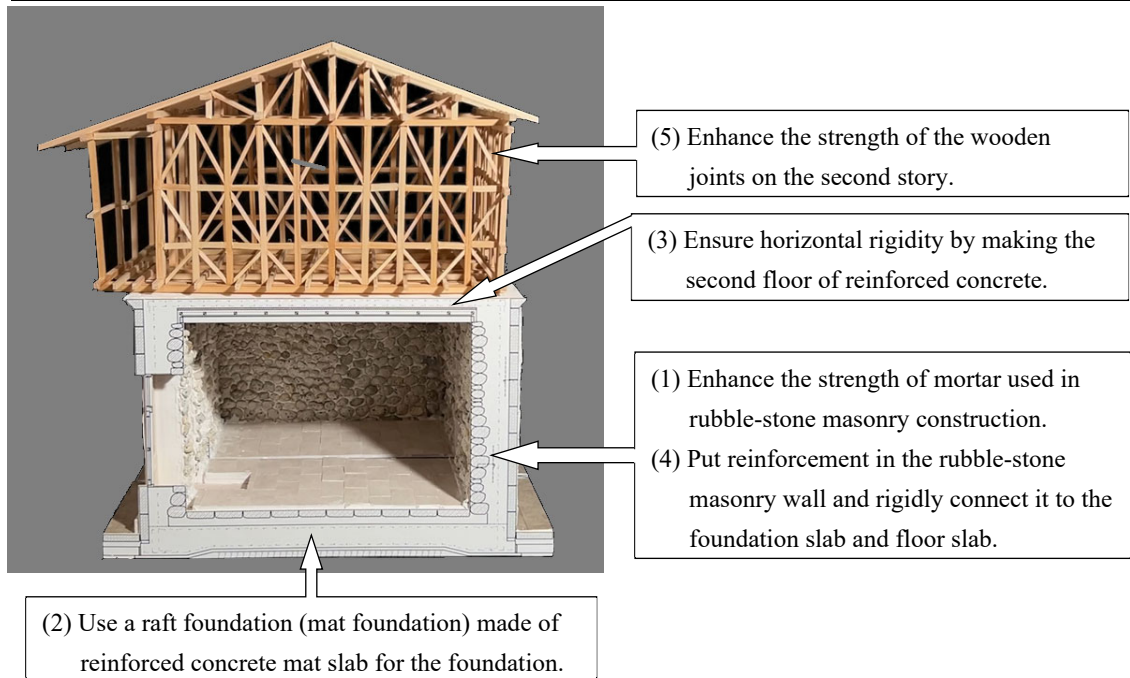 (5) Enhance the strength of the wooden
joints on the second story.
(3) Ensure horizontal rigidity by making the
second floor of reinforced concrete.
(1) Enhance the strength of mortar used in
rubble-stone masonry construction.
(4) Put reinforcement in the rubble-stone
masonry wall and rigidly connect it to the
foundation slab and floor slab.
(2) Use a raft foundation (mat foundation) made of
reinforced concrete mat slab for the foundation.